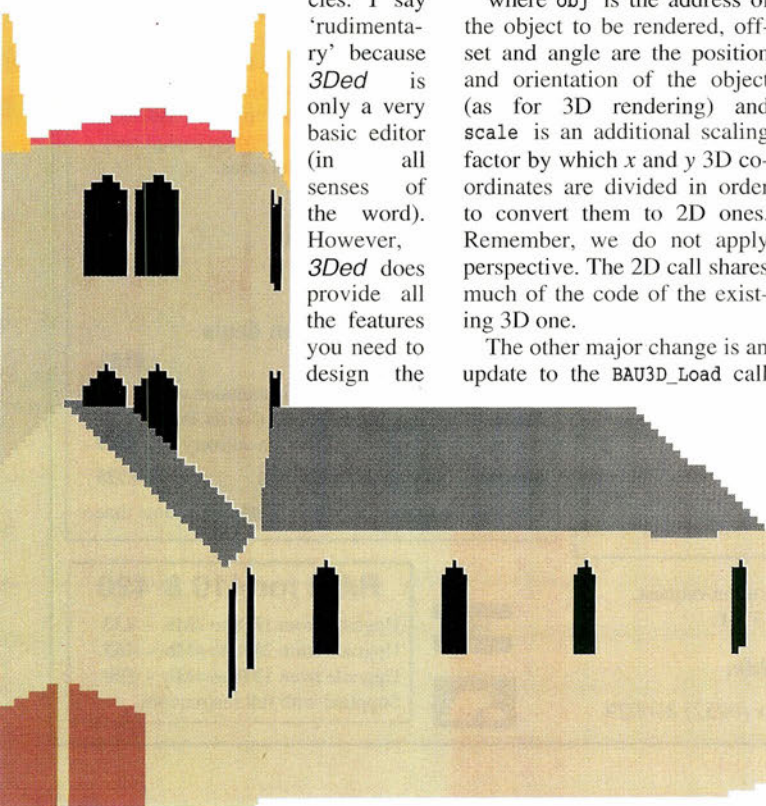 cles. I say
‘rudimenta-
ry’ because
3Ded is
only a very
basic editor
(in all
senses of
the word).
However,
3Ded does
provide all
the features
you need to
design the
where obj is the address of
the object to be rendered, off-
set and angle are the position
and orientation of the object
(as for 3D rendering) and
scale is an additional scaling
factor by which x and y 3D co-
ordinates are divided in order
to convert them to 2D ones.
Remember, we do not apply
perspective. The 2D call shares
much of the code of the exist-
ing 3D one.
The other major change is an
update to the BAU3D_Load call